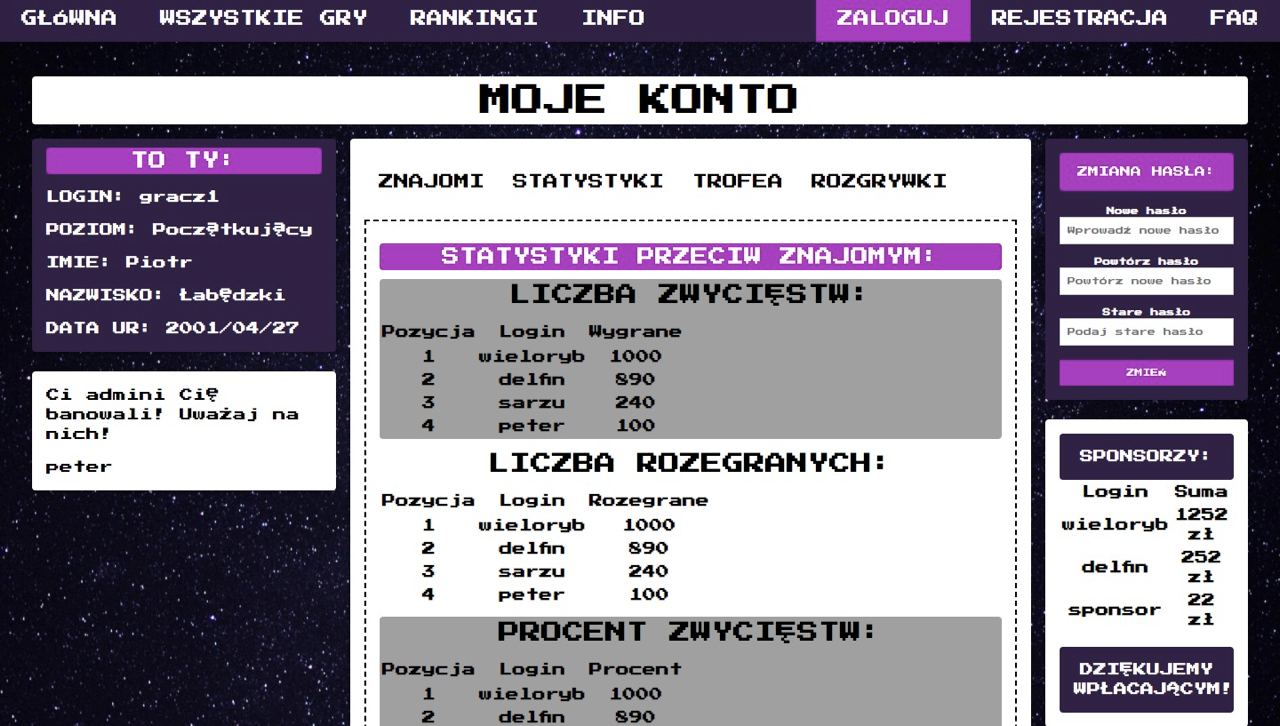 GŁÓWNA WSZYSTKIE GRY RANKINGI INFO ZALOGUJ REJESTRACJA FAQ
MOJE KONTO
TO TY:
LOGIN: gracz1
POZIOM: Początkujący
IMIE: Piotr
NAZWISKO: Łabędzki
DATA UR: 2001/04/27
Ci admini Cię
banowali! Uważaj na
nich!
peter
ZNAJOMI STATYSTYKI TROFEA ROZGRYWKI
STATYSTYKI PRZECIW ZNAJOMYM:
LICZBA ZWYCIĘSTW:
Pozycja Login Wygrane
1 wieloryb 1000
2 delfin 890
3 sarzu 240
4 peter 100
LICZBA ROZEGRANYCH:
Pozycja Login Rozegrane
1 wieloryb 1000
2 delfin 890
3 sarzu 240
4 peter 100
PROCENT ZWYCIĘSTW:
Pozycja Login Procent
1 wieloryb 1000
2 delfin 890
ZMIANA HASŁA:
Nowe hasło
Wprowadź nowe hasło
Powtórz hasło
Powtórz nowe hasło
Stare hasło
Podaj stare hasło
ZMIEŃ
SPONSORZY:
Login Suma
wieloryb 1252
zł
delfin 252
zł
sponsor 22
zł
DZIĘKUJEMY
WPŁACAJĄCYM!